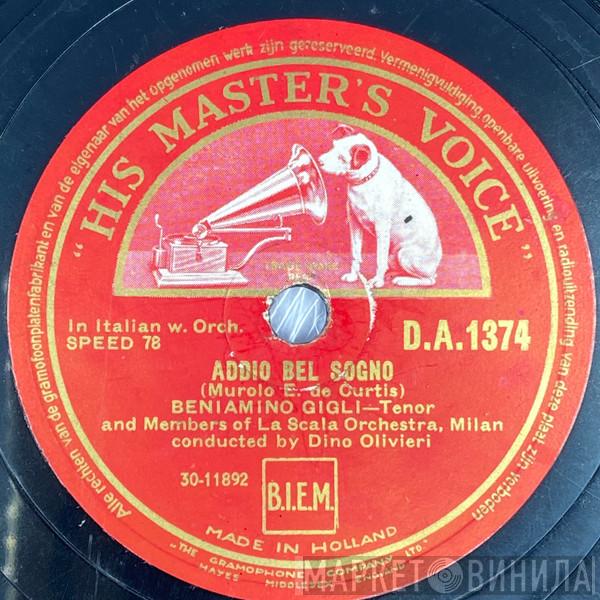 Alle rechten van de gramofoonplatenfabrikant en van de eigenaar van het opgenomen werk zijn gereserveerd. Vermenigvuldiging, openbare uitvoering en radiouitzending van deze plaat zijn verboden
"HIS MASTER'S VOICE"
In Italian w. Orch.
SPEED 78
D.A.1374
ADDIO BEL SOGNO
(Murolo E. de Curtis)
BENIAMINO GIGLI—Tenor
and Members of La Scala Orchestra, Milan
conducted by Dino Olivieri
30-11892
B.I.E.M.
MADE IN HOLLAND
"THE GRAMOPHONE COMPANY LTD."
HAYES MIDDLESEX ENGLAND
МАРКЕТ ВИНИЛА